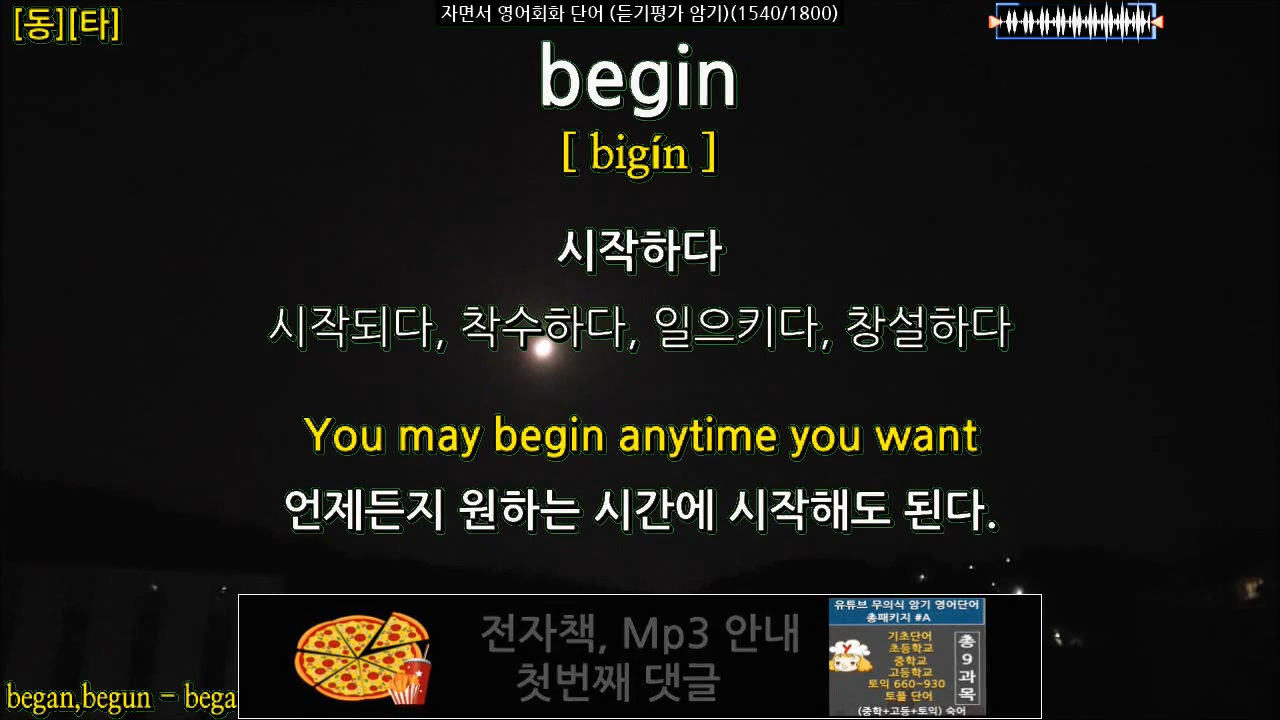 [동][타]
자면서 영어회화 단어 (듣기평가 암기)(1540/1800)
begin
[ bigín ]
시작하다
시작되다, 착수하다, 일으키다, 창설하다
You may begin anytime you want
언제든지 원하는 시간에 시작해도 된다.
전자책, Mp3 안내
첫번째 댓글
유튜브 무의식 암기 영어단어
총패키지 #A
기초단어
초등학교
중학교
고등학교
토익 660~930
토플 단어
(중학+고등+토익) 숙어
총
9
과
목
began,begun - bega